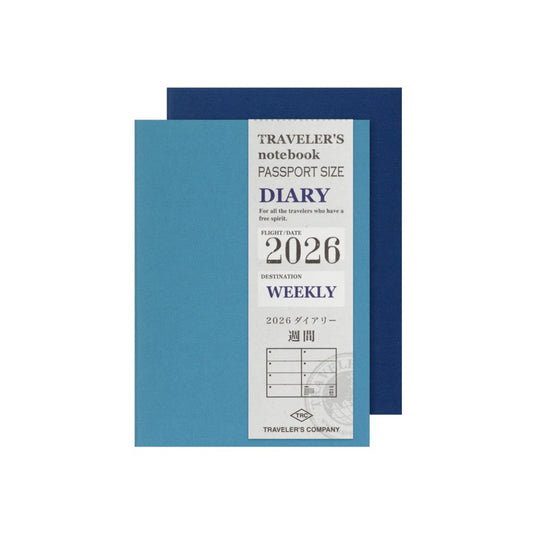 TRAVELER'S
notebook
PASSPORT SIZE
DIARY
For all the travelers who have a
free spirit.
FLIGHT/DATE
2026
DESTINATION
WEEKLY
2026 ダイアリー
週間
TRC
TRAVELER'S COMPANY